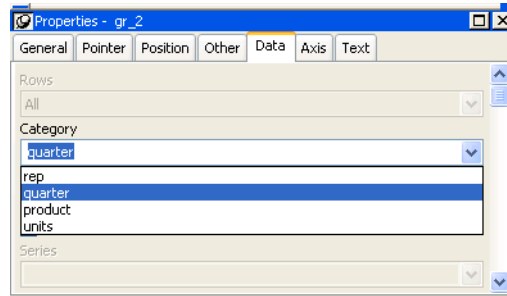 Properties - gr_2
General Pointer Position Other Data Axis Text
Rows
All
Category
quarter
rep
quarter
product
units
Series